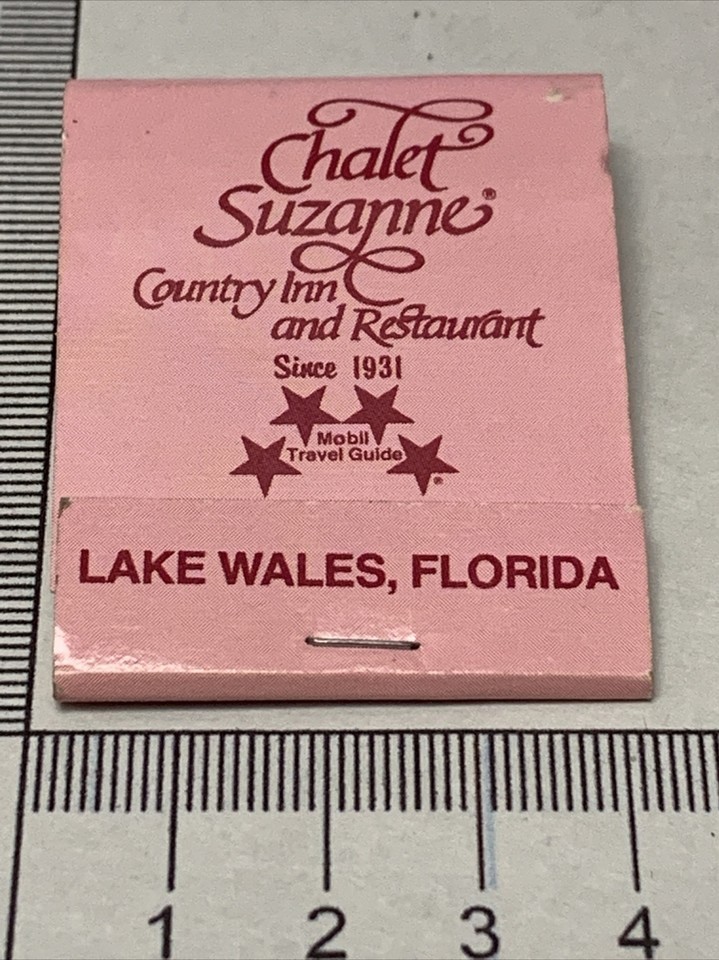 Chalet
Suzanne®
Country Inn
and Restaurant
Since 1931
Mobil
Travel Guide
®
LAKE WALES, FLORIDA
1 2 3 4